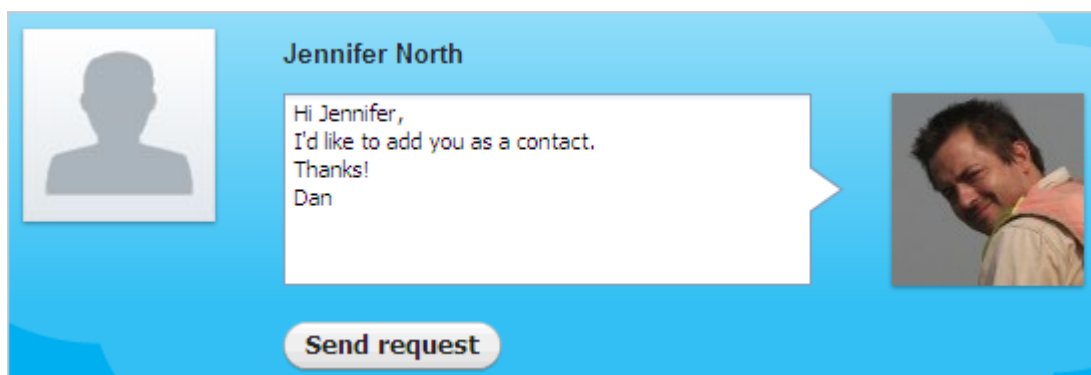 Jennifer North
Hi Jennifer,
I'd like to add you as a contact.
Thanks!
Dan
Send request